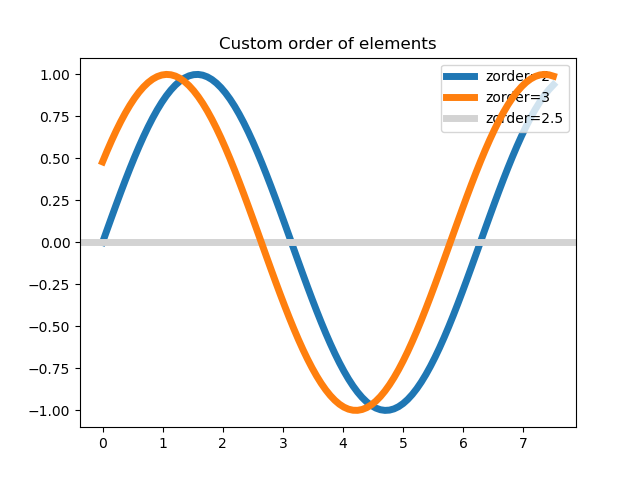 Custom order of elements
zorder=2
zorder=3
zorder=2.5
1.00
0.75
0.50
0.25
0.00
−0.25
−0.50
−0.75
−1.00
0 1 2 3 4 5 6 7